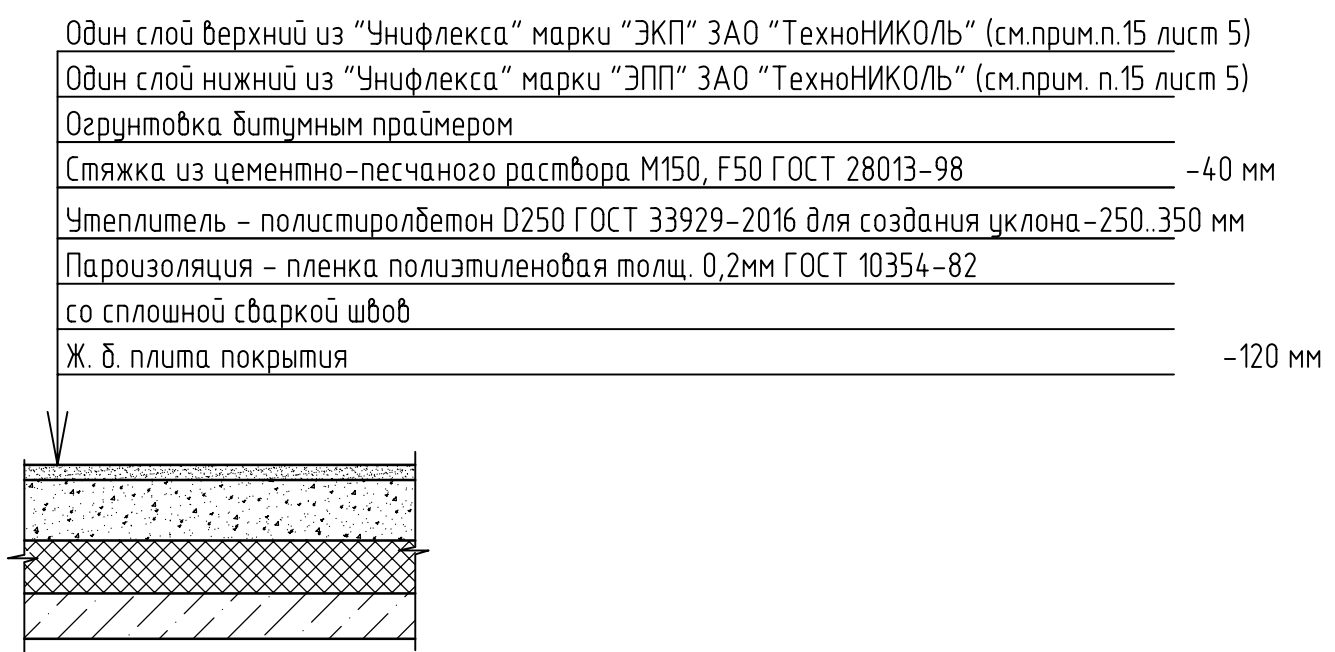 Один слой верхний из "Унифлекса" марки "ЭКП" ЗАО "ТехноНИКОЛЬ" (см.прим.п.15 лист 5)
Один слой нижний из "Унифлекса" марки "ЭПП" ЗАО "ТехноНИКОЛЬ" (см.прим. п.15 лист 5)
Огрунтовка битумным праймером
Стяжка из цементно-песчаного раствора М150, F50 ГОСТ 28013-98 -40 мм
Утеплитель - полистиролбетон D250 ГОСТ 33929-2016 для создания уклона-250..350 мм
Пароизоляция - пленка полиэтиленовая толщ. 0,2мм ГОСТ 10354-82
со сплошной сваркой швов
Ж. б. плита покрытия -120 мм